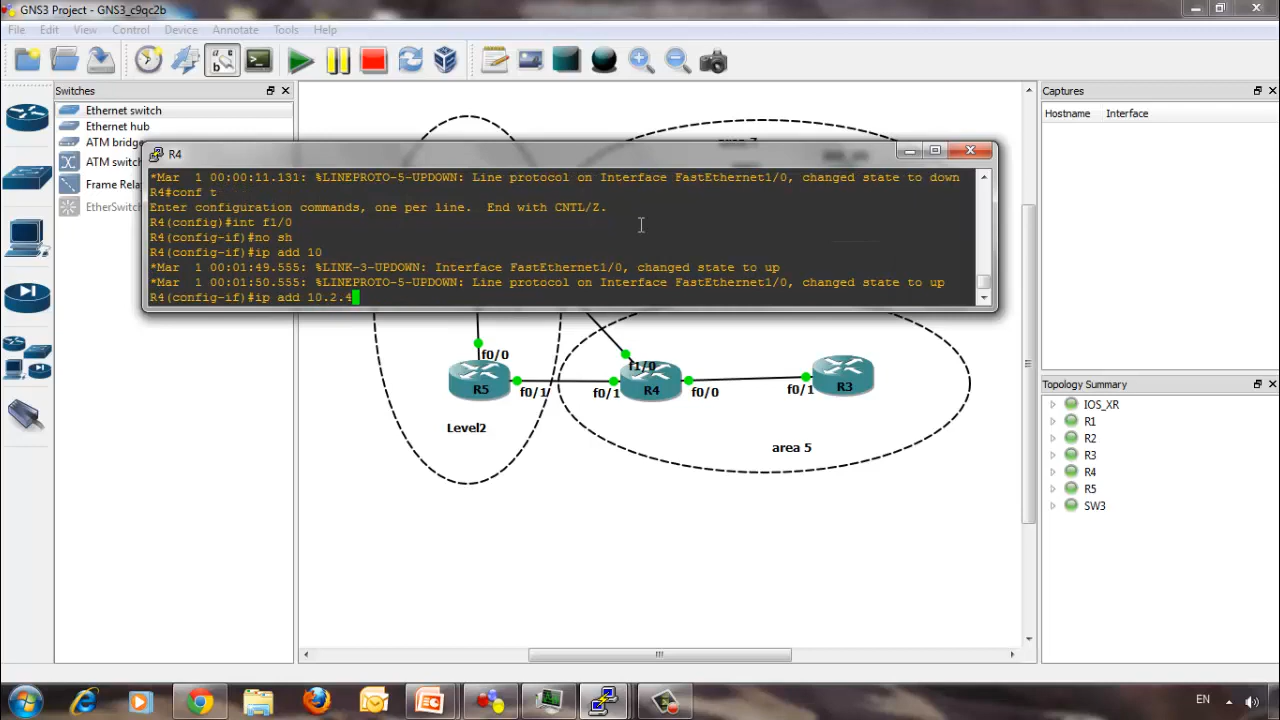 GNS3 Project - GNS3_c9qc2b
File Edit View Control Device Annotate Tools Help
Switches
Ethernet switch
Ethernet hub
ATM bridg
ATM switch
Frame Rela
EtherSwitch
R4
*Mar  1 00:00:11.131: %LINEPROTO-5-UPDOWN: Line protocol on Interface FastEthernet1/0, changed state to down
R4#conf t
Enter configuration commands, one per line.  End with CNTL/Z.
R4(config)#int f1/0
R4(config-if)#no sh
R4(config-if)#ip add 10
*Mar  1 00:01:49.555: %LINK-3-UPDOWN: Interface FastEthernet1/0, changed state to up
*Mar  1 00:01:50.555: %LINEPROTO-5-UPDOWN: Line protocol on Interface FastEthernet1/0, changed state to up
R4(config-if)#ip add 10.2.4
f0/0
R5
f0/1
Level2
f1/0
f0/1
R4
f0/0
f0/1
R3
area 5
Captures
Hostname Interface
Topology Summary
IOS_XR
R1
R2
R3
R4
R5
SW3
EN